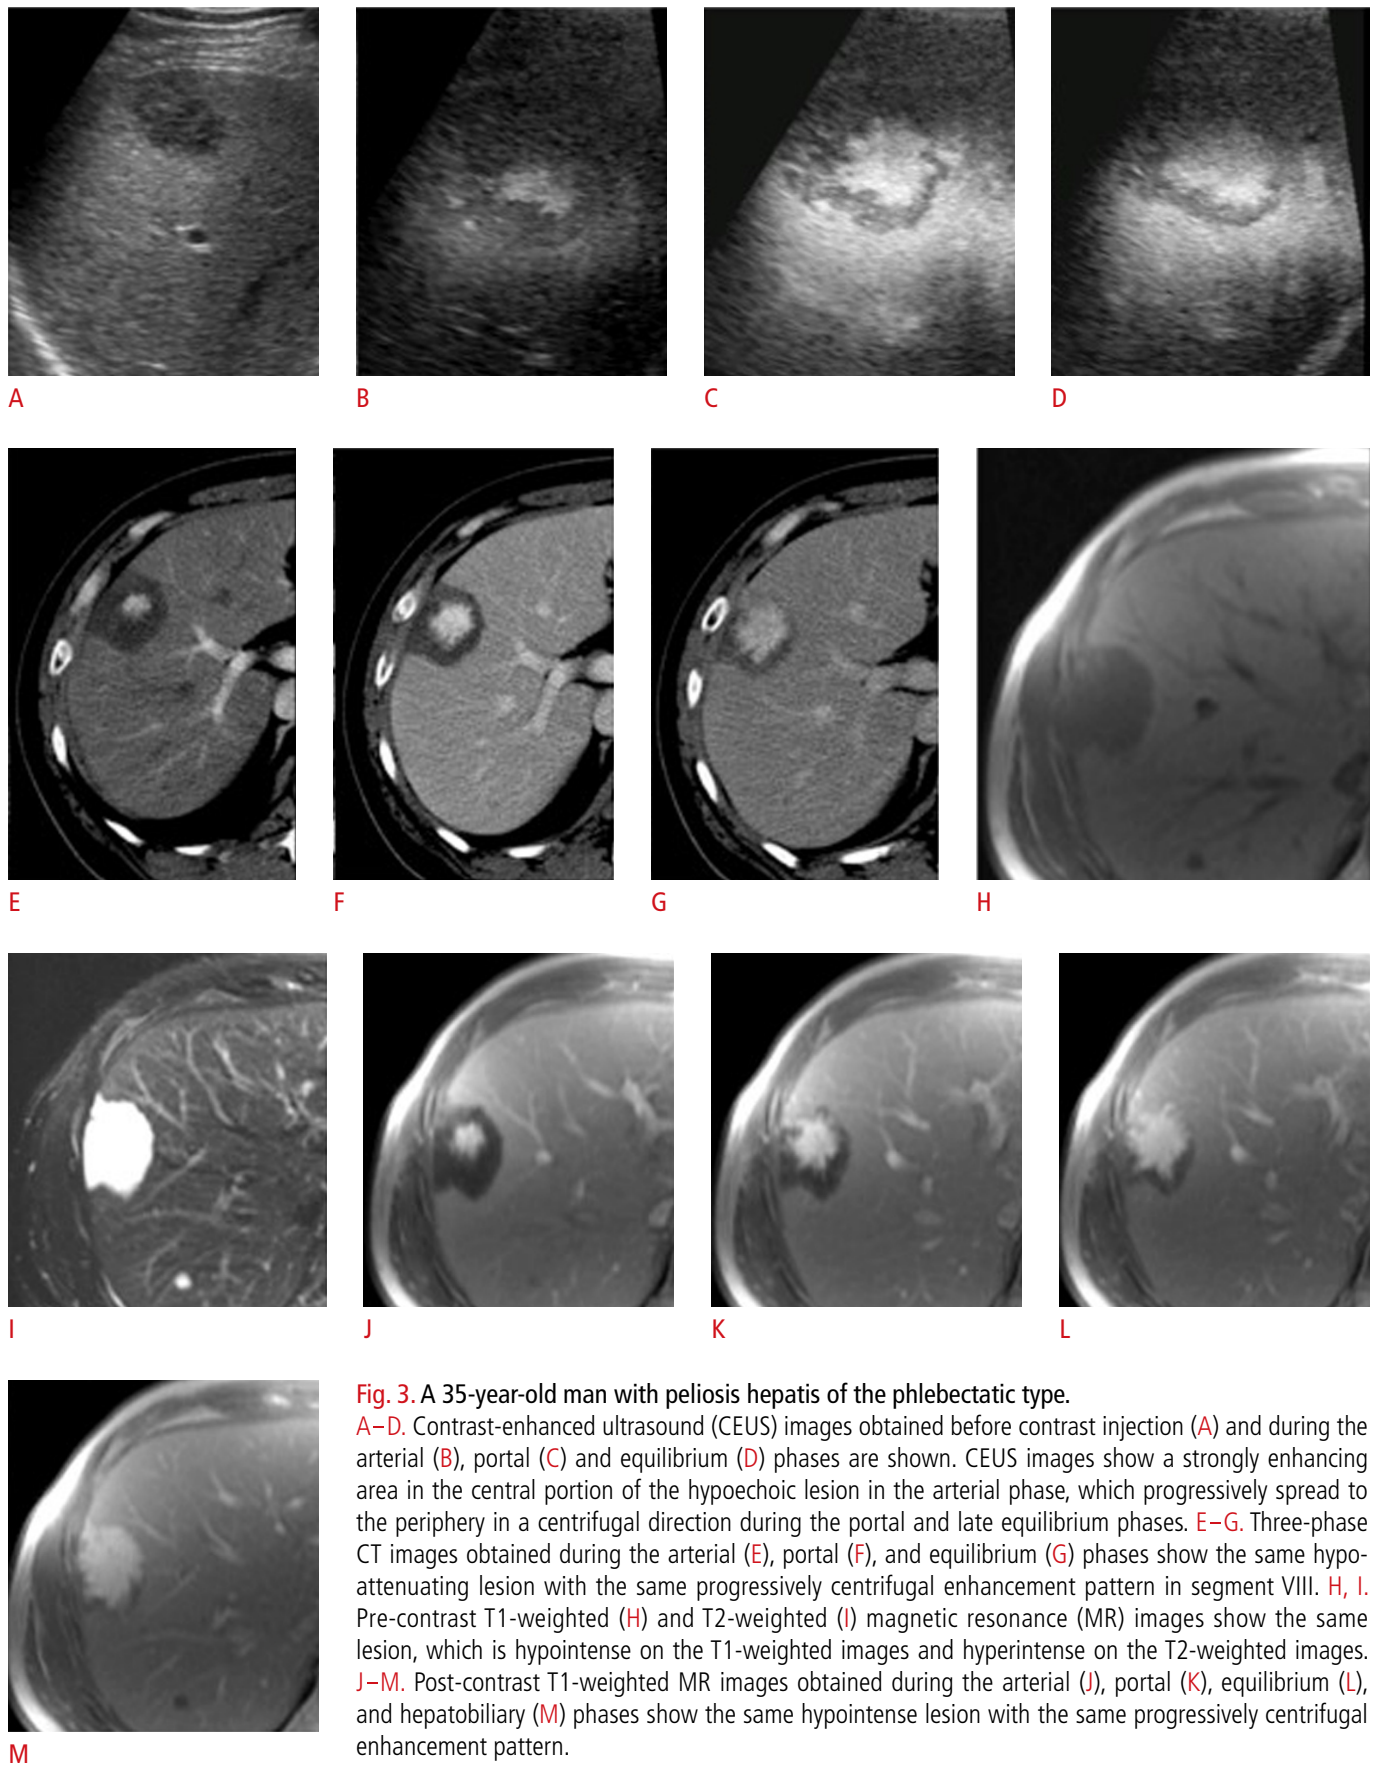 A
B
C
D
E
F
G
H
I
J
K
L
M
Fig. 3. A 35-year-old man with peliosis hepatis of the phlebectatic type.
A–D. Contrast-enhanced ultrasound (CEUS) images obtained before contrast injection (A) and during the
arterial (B), portal (C) and equilibrium (D) phases are shown. CEUS images show a strongly enhancing
area in the central portion of the hypoechoic lesion in the arterial phase, which progressively spread to
the periphery in a centrifugal direction during the portal and late equilibrium phases. E–G. Three-phase
CT images obtained during the arterial (E), portal (F), and equilibrium (G) phases show the same hypo-
attenuating lesion with the same progressively centrifugal enhancement pattern in segment VIII. H, I.
Pre-contrast T1-weighted (H) and T2-weighted (I) magnetic resonance (MR) images show the same
lesion, which is hypointense on the T1-weighted images and hyperintense on the T2-weighted images.
J–M. Post-contrast T1-weighted MR images obtained during the arterial (J), portal (K), equilibrium (L),
and hepatobiliary (M) phases show the same hypointense lesion with the same progressively centrifugal
enhancement pattern.